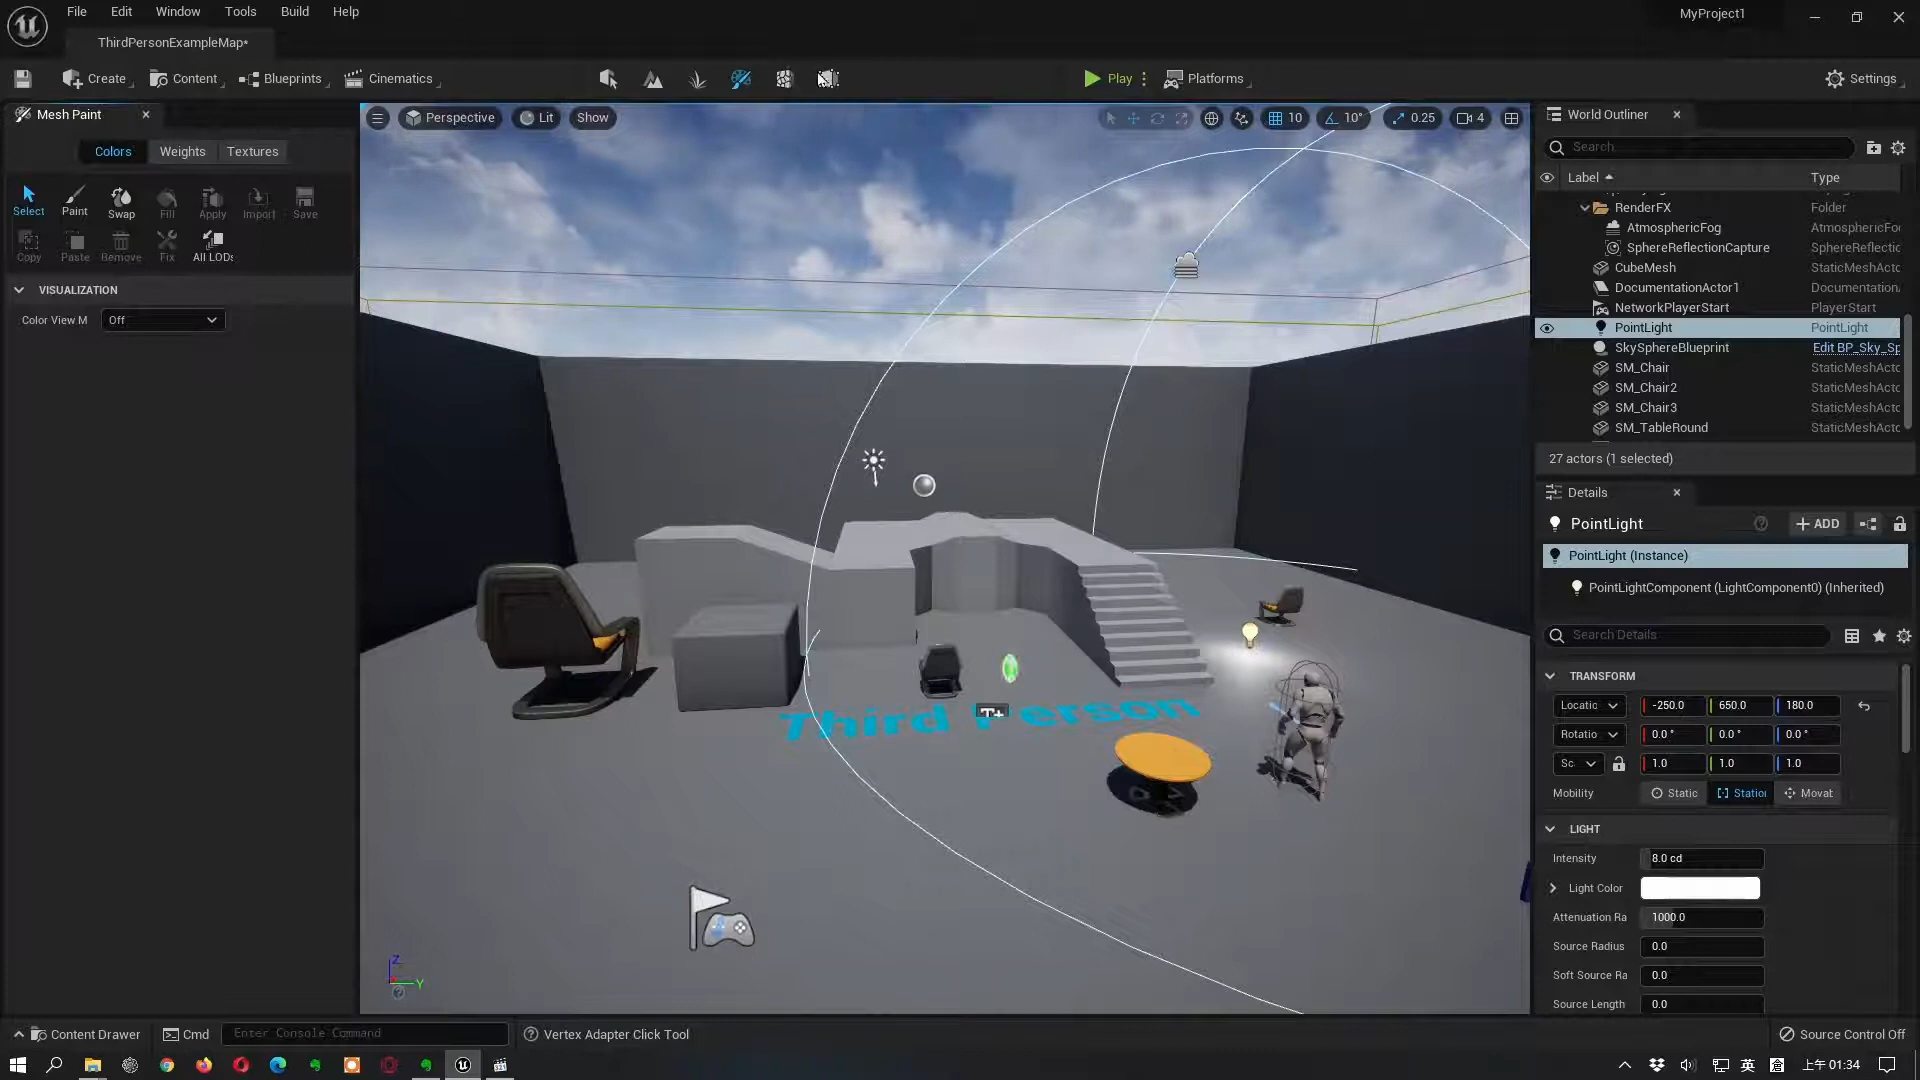 File Edit Window Tools Build Help
MyProject1
ThirdPersonExampleMap*
Create Content Blueprints Cinematics
Play Platforms
Settings
Mesh Paint
Colors Weights Textures
Select Paint Swap Fill Apply Import Save
Copy Paste Remove Fix All LODs
VISUALIZATION
Color View M Off
Perspective Lit Show
10 10° 0.25 4
Third Person
Z
Y
World Outliner
Search
Label Type
RenderFX Folder
AtmosphericFog AtmosphericFo
SphereReflectionCapture SphereReflectic
CubeMesh StaticMeshActo
DocumentationActor1 Documentation
NetworkPlayerStart PlayerStart
PointLight PointLight
SkySphereBlueprint Edit BP_Sky_Sp
SM_Chair StaticMeshActo
SM_Chair2 StaticMeshActo
SM_Chair3 StaticMeshActo
SM_TableRound StaticMeshActo
27 actors (1 selected)
Details
PointLight
ADD
PointLight (Instance)
PointLightComponent (LightComponent0) (Inherited)
Search Details
TRANSFORM
Locatic -250.0 650.0 180.0
Rotatio 0.0 ° 0.0 ° 0.0 °
Sc 1.0 1.0 1.0
Mobility Static Station Movab
LIGHT
Intensity 8.0 cd
Light Color
Attenuation Ra 1000.0
Source Radius 0.0
Soft Source Ra 0.0
Source Length 0.0
Content Drawer Cmd Enter Console Command Vertex Adapter Click Tool
Source Control Off
英 上午 01:34